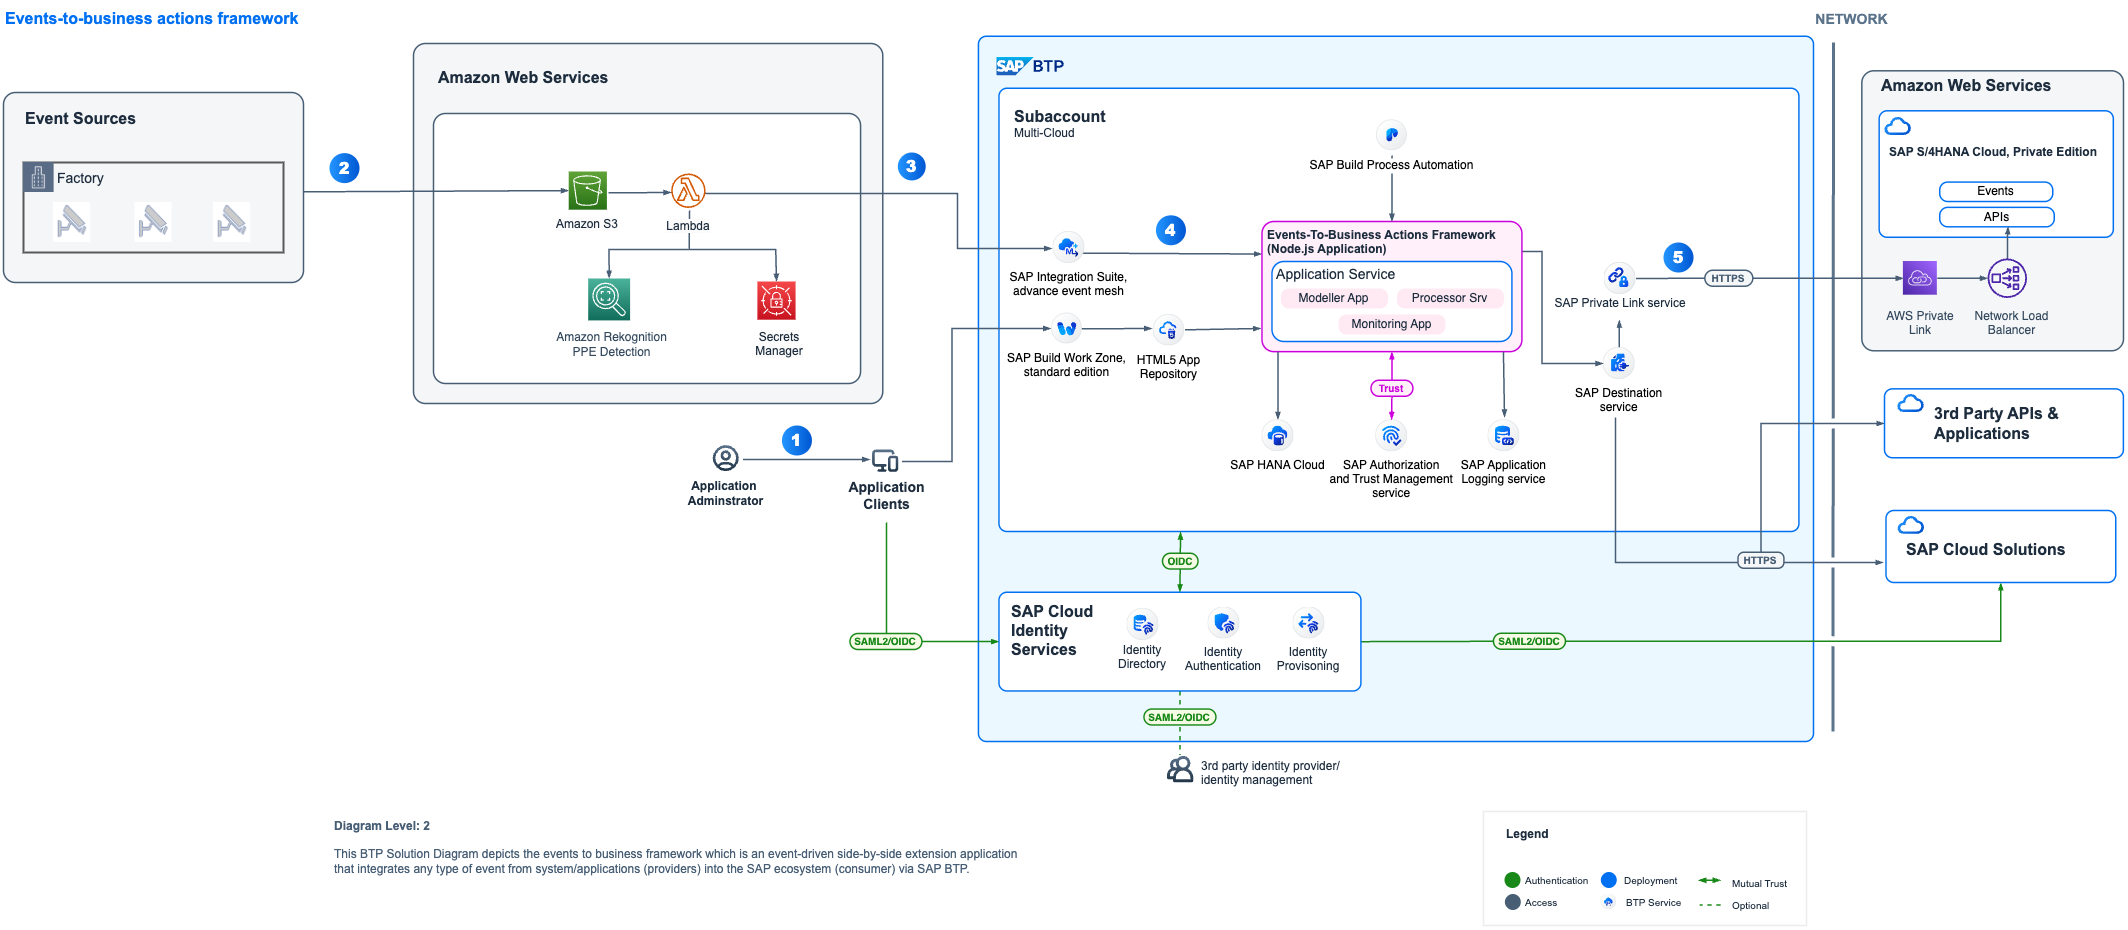 Events-to-business actions framework
NETWORK
Event Sources
Factory
2
Amazon Web Services
Amazon S3
Lambda
Amazon Rekognition
PPE Detection
Secrets
Manager
3
1
Application
Adminstrator
Application
Clients
SAML2/OIDC
SAP BTP
Subaccount
Multi-Cloud
SAP Build Process Automation
4
SAP Integration Suite,
advance event mesh
SAP Build Work Zone,
standard edition
HTML5 App
Repository
Events-To-Business Actions Framework
(Node.js Application)
Application Service
Modeller App
Processor Srv
Monitoring App
Trust
SAP HANA Cloud
SAP Authorization
and Trust Management
service
SAP Application
Logging service
SAP Private Link service
SAP Destination
service
5
HTTPS
OIDC
SAP Cloud
Identity
Services
Identity
Directory
Identity
Authentication
Identity
Provisoning
SAML2/OIDC
SAML2/OIDC
3rd party identity provider/
identity management
HTTPS
Amazon Web Services
SAP S/4HANA Cloud, Private Edition
Events
APIs
AWS Private
Link
Network Load
Balancer
3rd Party APIs &
Applications
SAP Cloud Solutions
Diagram Level: 2
This BTP Solution Diagram depicts the events to business framework which is an event-driven side-by-side extension application
that integrates any type of event from system/applications (providers) into the SAP ecosystem (consumer) via SAP BTP.
Legend
Authentication
Deployment
Mutual Trust
Access
BTP Service
Optional